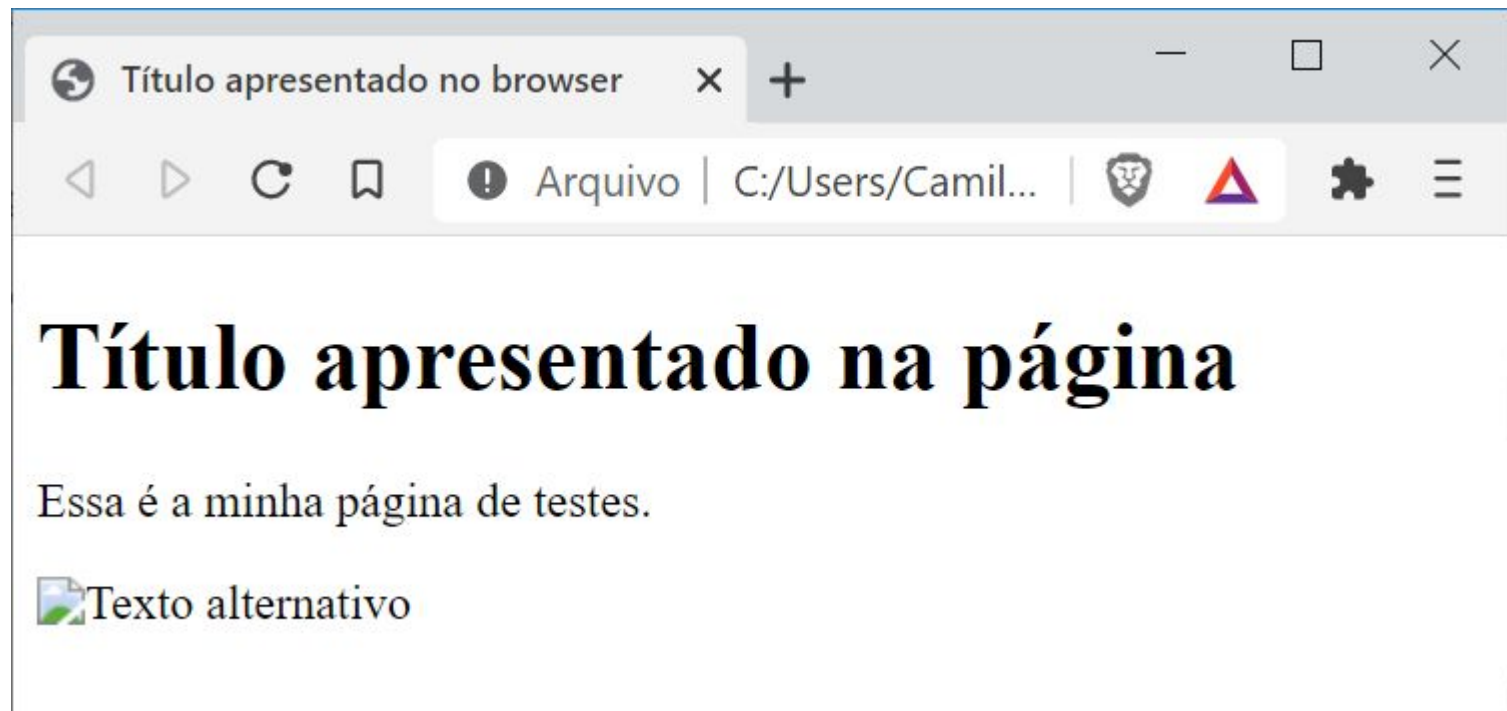 Título apresentado no browser
Arquivo | C:/Users/Camil...
Título apresentado na página
Essa é a minha página de testes.
Texto alternativo